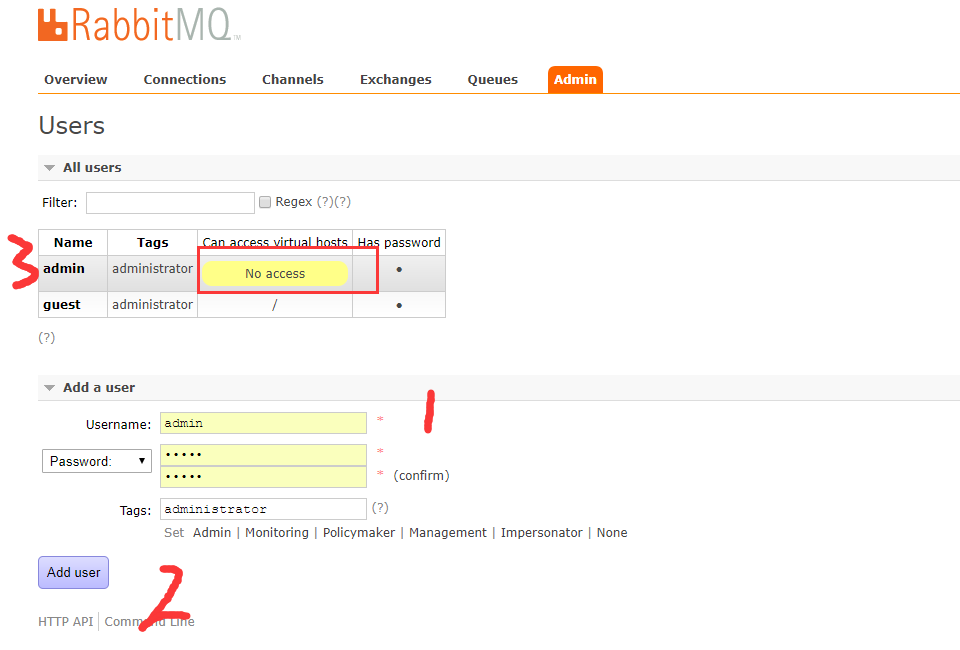 RabbitMQ TM
Overview Connections Channels Exchanges Queues Admin
Users
All users
Filter: Regex (?)(?)
Name Tags Can access virtual hosts Has password
3 admin administrator No access •
guest administrator / •
(?)
Add a user
1
Username: admin *
Password: ••••• *
••••• * (confirm)
Tags: administrator (?)
Set Admin | Monitoring | Policymaker | Management | Impersonator | None
Add user
2
HTTP API Command Line